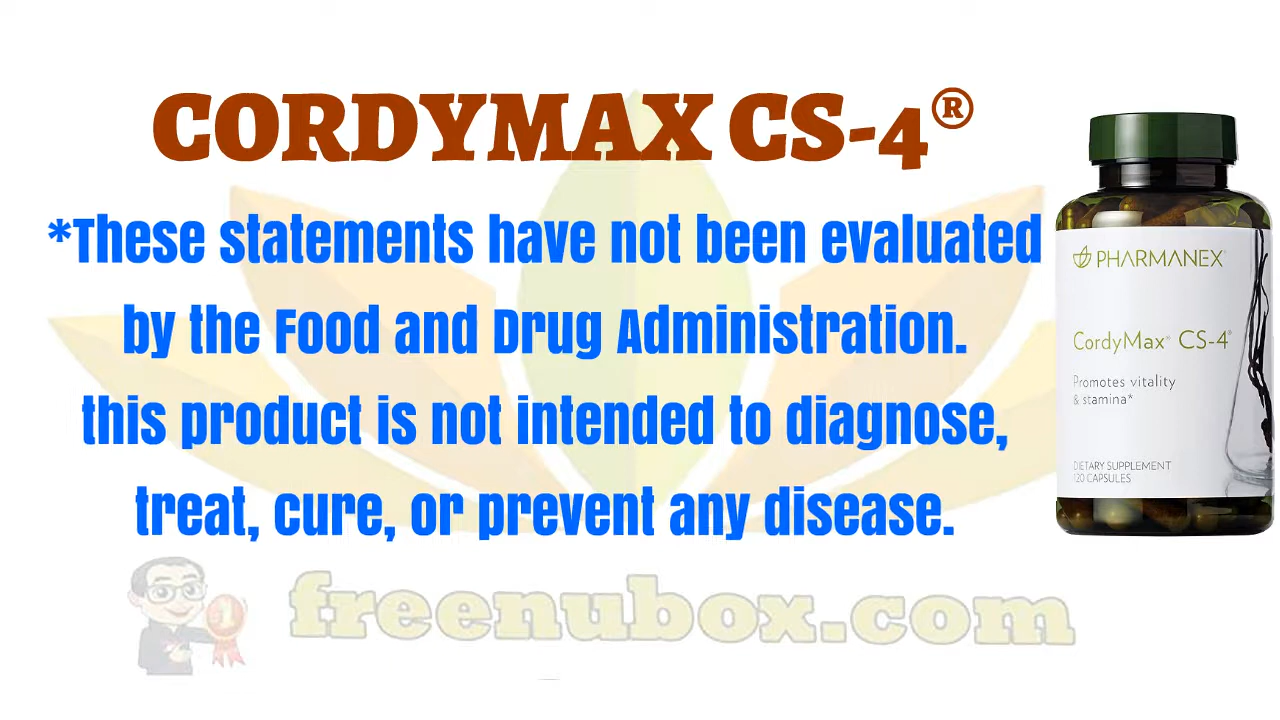 CORDYMAX CS-4®
*These statements have not been evaluated
by the Food and Drug Administration.
this product is not intended to diagnose,
treat, cure, or prevent any disease.
PHARMANEX®
CordyMax® CS-4®
Promotes vitality
& stamina*
DIETARY SUPPLEMENT
120 CAPSULES
1
freenubox.com